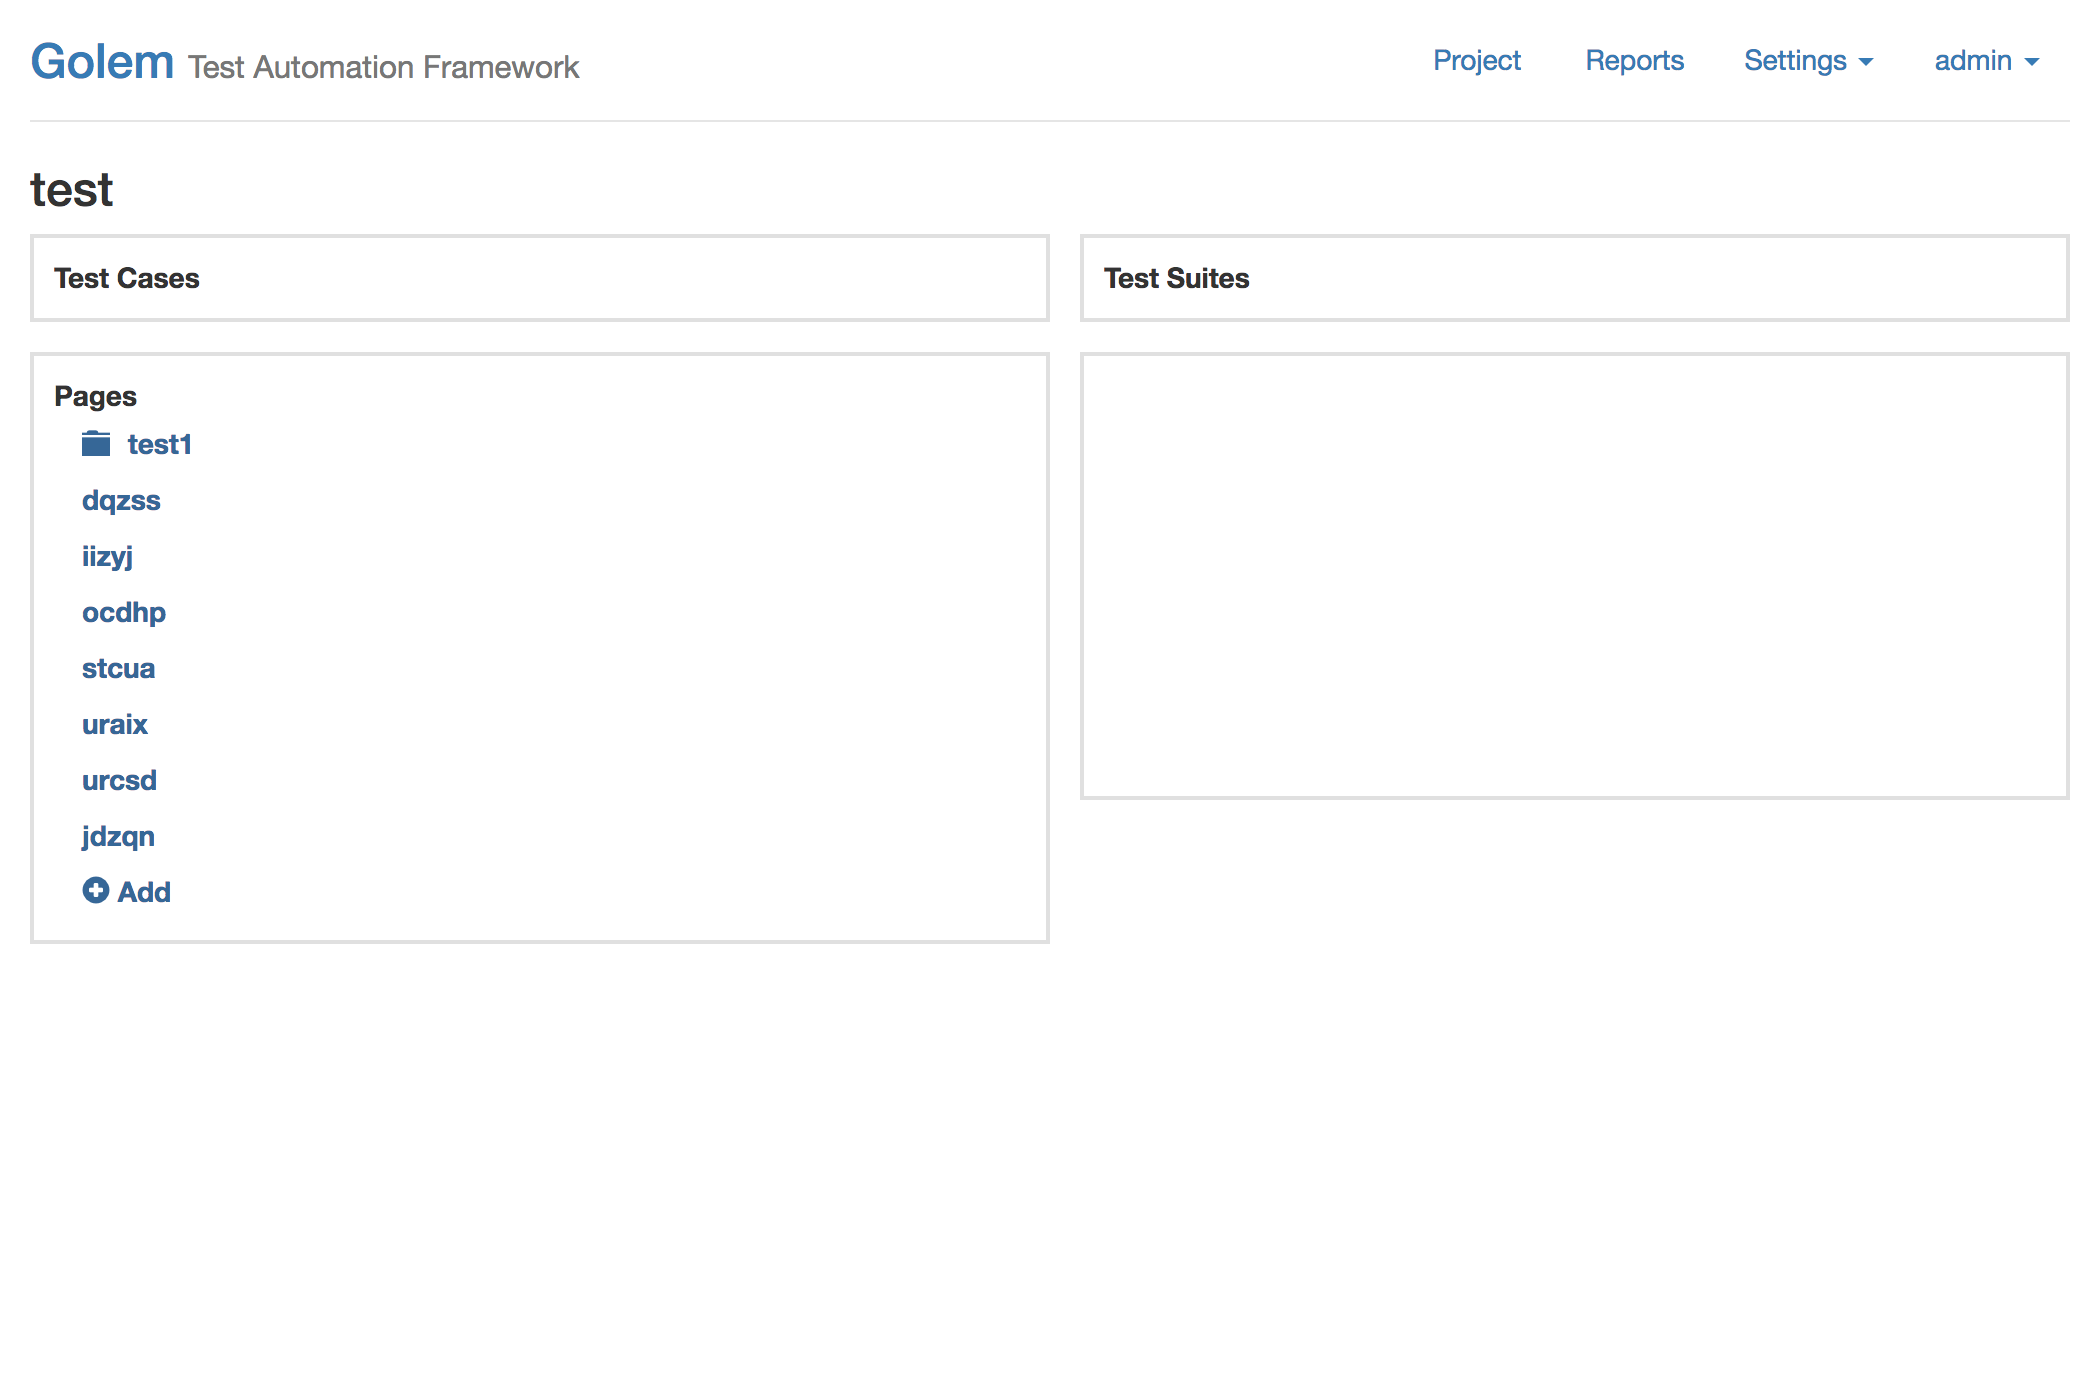 Golem Test Automation Framework
Project Reports Settings admin
test
Test Cases
Test Suites
Pages
test1
dqzss
iizyj
ocdhp
stcua
uraix
urcsd
jdzqn
Add